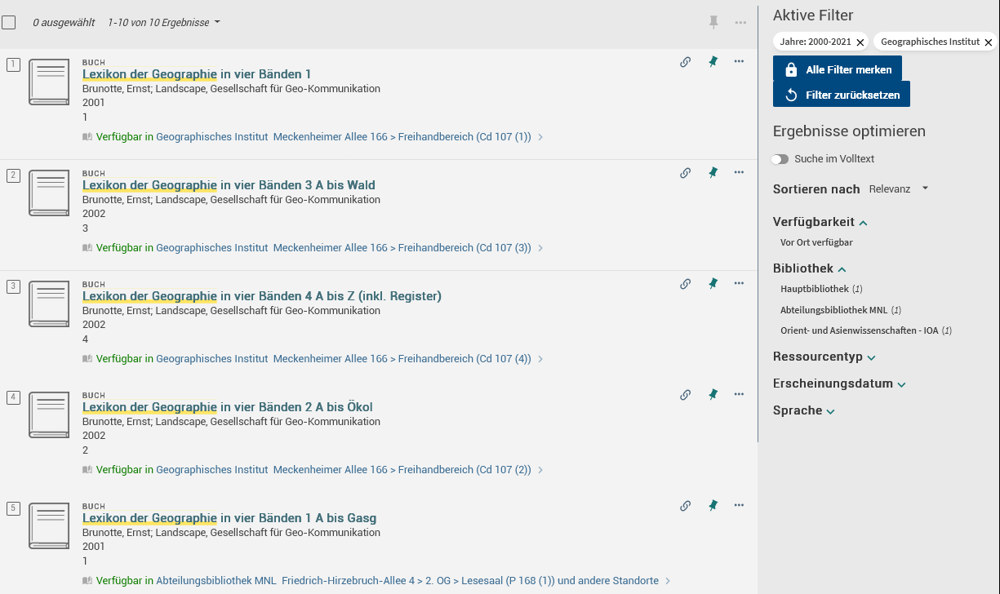 0 ausgewählt 1-10 von 10 Ergebnisse
1
BUCH
Lexikon der Geographie in vier Bänden 1
Brunotte, Ernst; Landscape, Gesellschaft für Geo-Kommunikation
2001
1
Verfügbar in Geographisches Institut Meckenheimer Allee 166 > Freihandbereich (Cd 107 (1))
2
BUCH
Lexikon der Geographie in vier Bänden 3 A bis Wald
Brunotte, Ernst; Landscape, Gesellschaft für Geo-Kommunikation
2002
3
Verfügbar in Geographisches Institut Meckenheimer Allee 166 > Freihandbereich (Cd 107 (3))
3
BUCH
Lexikon der Geographie in vier Bänden 4 A bis Z (inkl. Register)
Brunotte, Ernst; Landscape, Gesellschaft für Geo-Kommunikation
2002
4
Verfügbar in Geographisches Institut Meckenheimer Allee 166 > Freihandbereich (Cd 107 (4))
4
BUCH
Lexikon der Geographie in vier Bänden 2 A bis Ökol
Brunotte, Ernst; Landscape, Gesellschaft für Geo-Kommunikation
2002
2
Verfügbar in Geographisches Institut Meckenheimer Allee 166 > Freihandbereich (Cd 107 (2))
5
BUCH
Lexikon der Geographie in vier Bänden 1 A bis Gasg
Brunotte, Ernst; Landscape, Gesellschaft für Geo-Kommunikation
2001
1
Verfügbar in Abteilungsbibliothek MNL Friedrich-Hirzebruch-Allee 4 > 2. OG > Lesesaal (P 168 (1)) und andere Standorte
Aktive Filter
Jahre: 2000-2021 Geographisches Institut
Alle Filter merken
Filter zurücksetzen
Ergebnisse optimieren
Suche im Volltext
Sortieren nach Relevanz
Verfügbarkeit
Vor Ort verfügbar
Bibliothek
Hauptbibliothek (1)
Abteilungsbibliothek MNL (1)
Orient- und Asienwissenschaften - IOA (1)
Ressourcentyp
Erscheinungsdatum
Sprache